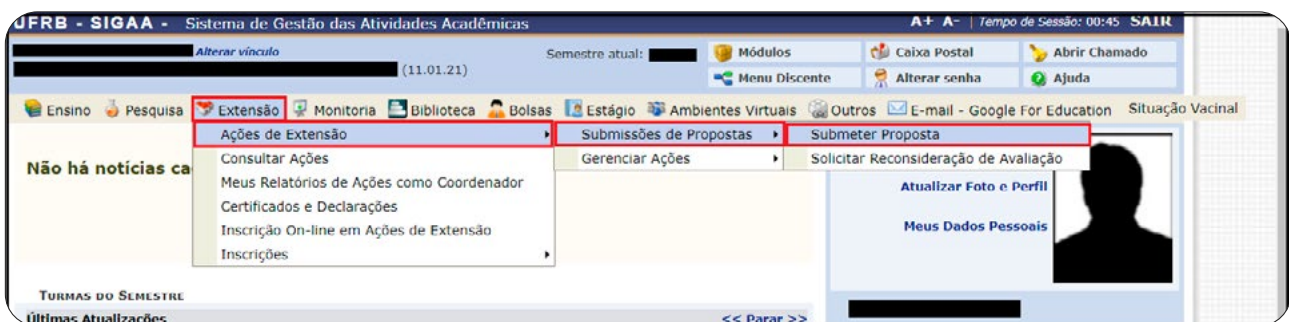 UFRB - SIGAA - Sistema de Gestão das Atividades Acadêmicas A+ A- | Tempo de Sessão: 00:45 SAIR
Alterar vínculo Semestre atual: Módulos Caixa Postal Abrir Chamado
(11.01.21) Menu Discente Alterar senha Ajuda
Ensino Pesquisa Extensão Monitoria Biblioteca Bolsas Estágio Ambientes Virtuais Outros E-mail - Google For Education Situação Vacinal
Ações de Extensão Submissões de Propostas Submeter Proposta
Não há notícias ca Consultar Ações Gerenciar Ações Solicitar Reconsideração de Avaliação
Meus Relatórios de Ações como Coordenador Atualizar Foto e Perfil
Certificados e Declarações
Inscrição On-line em Ações de Extensão Meus Dados Pessoais
Inscrições
TURMAS DO SEMESTRE
Últimas Atualizações << Parar >>